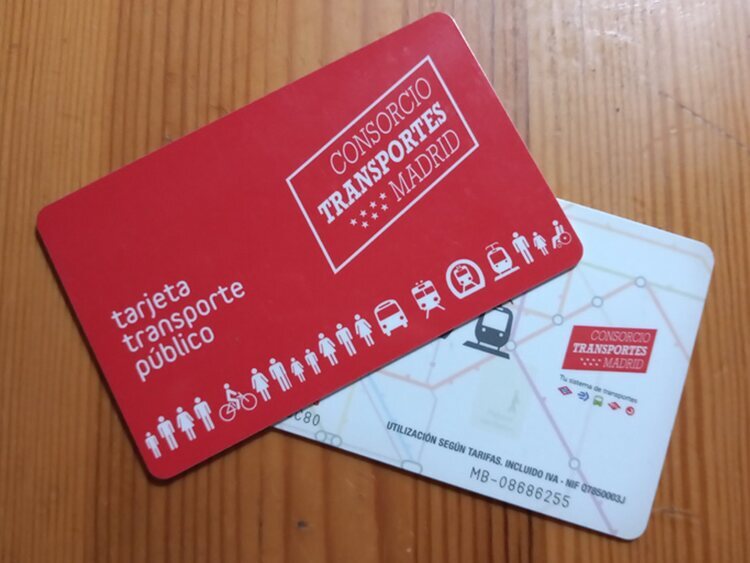 CONSORCIO
TRANSPORTES
MADRID
tarjeta
transporte
público
CONSORCIO
TRANSPORTES
MADRID
Tu sistema de transportes
C80
UTILIZACIÓN SEGÚN TARIFAS. INCLUIDO IVA - NIF Q7850003J
MB-08686255